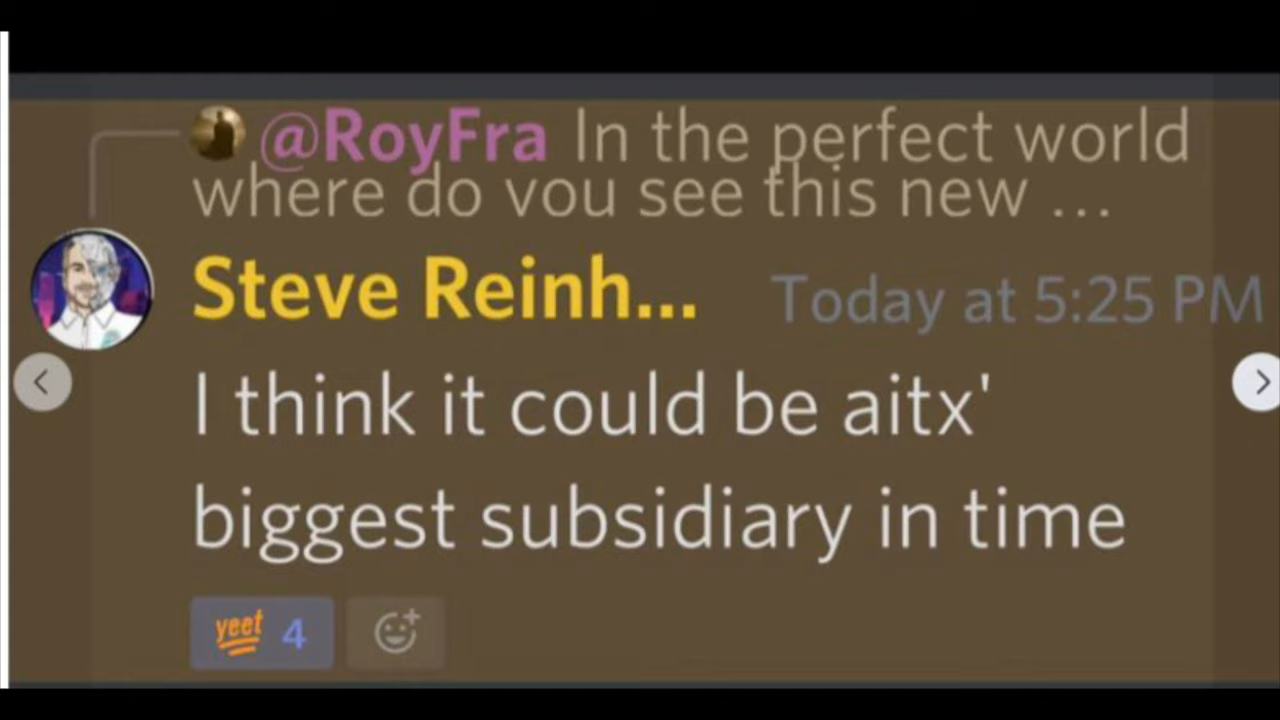 @RoyFra In the perfect world
where do you see this new ...
Steve Reinh... Today at 5:25 PM
I think it could be aitx'
biggest subsidiary in time
yeet 4